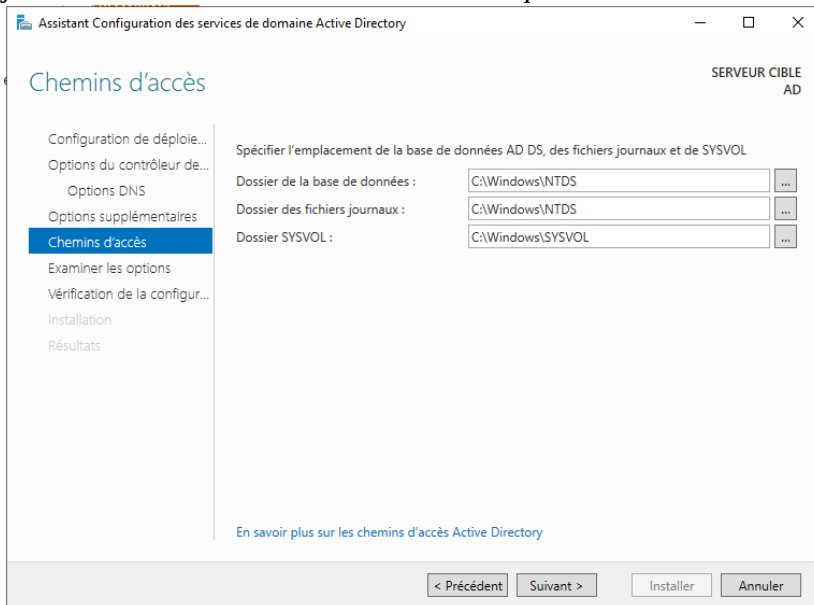 Assistant Configuration des services de domaine Active Directory
Chemins d'accès
SERVEUR CIBLE
AD
Configuration de déploie...
Options du contrôleur de...
Options DNS
Options supplémentaires
Chemins d'accès
Examiner les options
Vérification de la configur...
Installation
Résultats
Spécifier l'emplacement de la base de données AD DS, des fichiers journaux et de SYSVOL
Dossier de la base de données : C:\Windows\NTDS ...
Dossier des fichiers journaux : C:\Windows\NTDS ...
Dossier SYSVOL : C:\Windows\SYSVOL ...
En savoir plus sur les chemins d'accès Active Directory
< Précédent Suivant > Installer Annuler